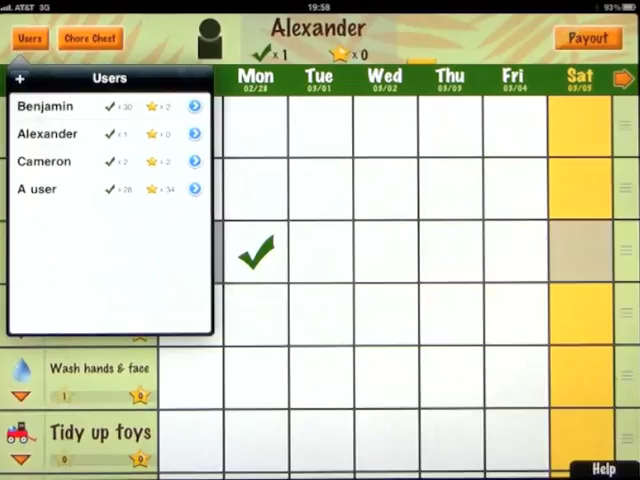 AT&T 3G 19:58 93%
Users Chore Chest Alexander Payout
x 1 x 0
+ Users Mon Tue Wed Thu Fri Sat
02/28 03/01 03/02 03/03 03/04 03/05
Benjamin x 30 x 2
Alexander x 1 x 0
Cameron x 2 x 2
A user x 28 x 34
Wash hands & face
1 0
Tidy up toys
0 0
Help